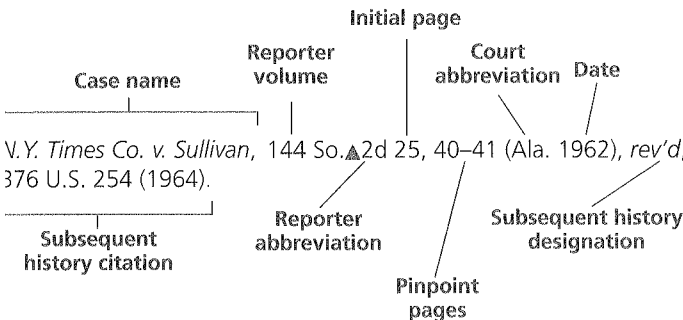 Initial page
Reporter
volume
Court
abbreviation
Date
Case name
N.Y. Times Co. v. Sullivan, 144 So.▲2d 25, 40–41 (Ala. 1962), rev'd,
376 U.S. 254 (1964).
Reporter
abbreviation
Subsequent history
designation
Subsequent
history citation
Pinpoint
pages